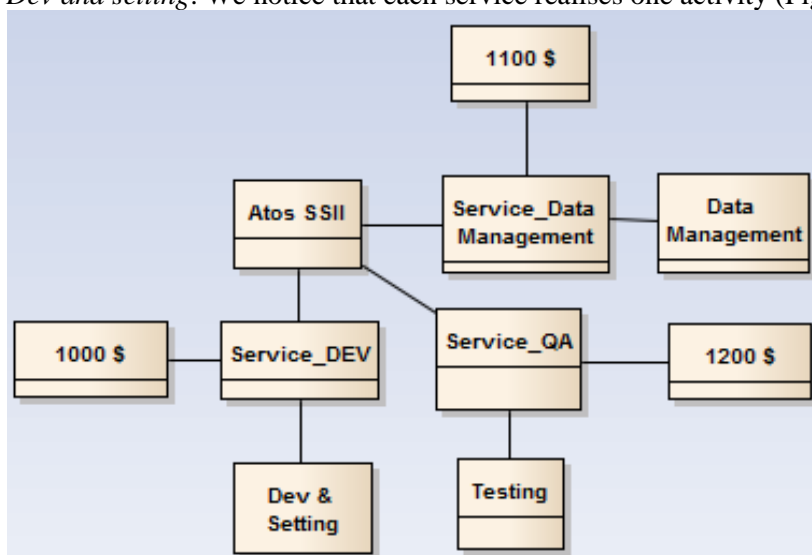 Dev and setting. We notice that each service realises one activity (Fi
1100 $
Atos SSII
Service_Data
Management
Data
Management
1000 $
Service_DEV
Service_QA
1200 $
Dev &
Setting
Testing